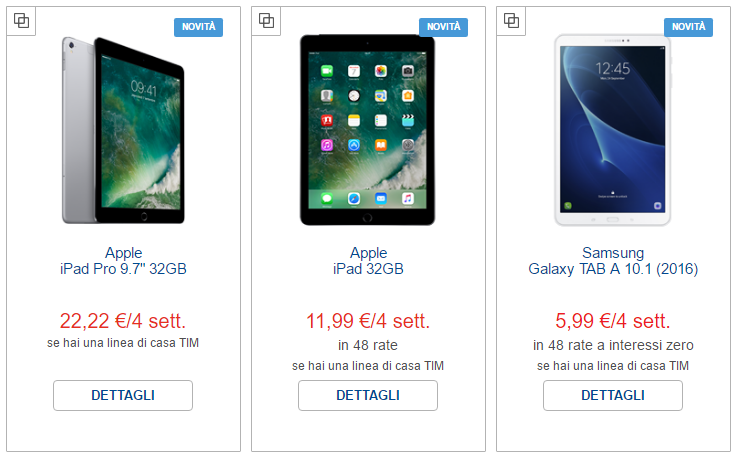 NOVITÀ
09:41
Apple
iPad Pro 9.7" 32GB
22,22 €/4 sett.
se hai una linea di casa TIM
DETTAGLI
NOVITÀ
Apple
iPad 32GB
11,99 €/4 sett.
in 48 rate
se hai una linea di casa TIM
DETTAGLI
NOVITÀ
12:45
Samsung
Galaxy TAB A 10.1 (2016)
5,99 €/4 sett.
in 48 rate a interessi zero
se hai una linea di casa TIM
DETTAGLI